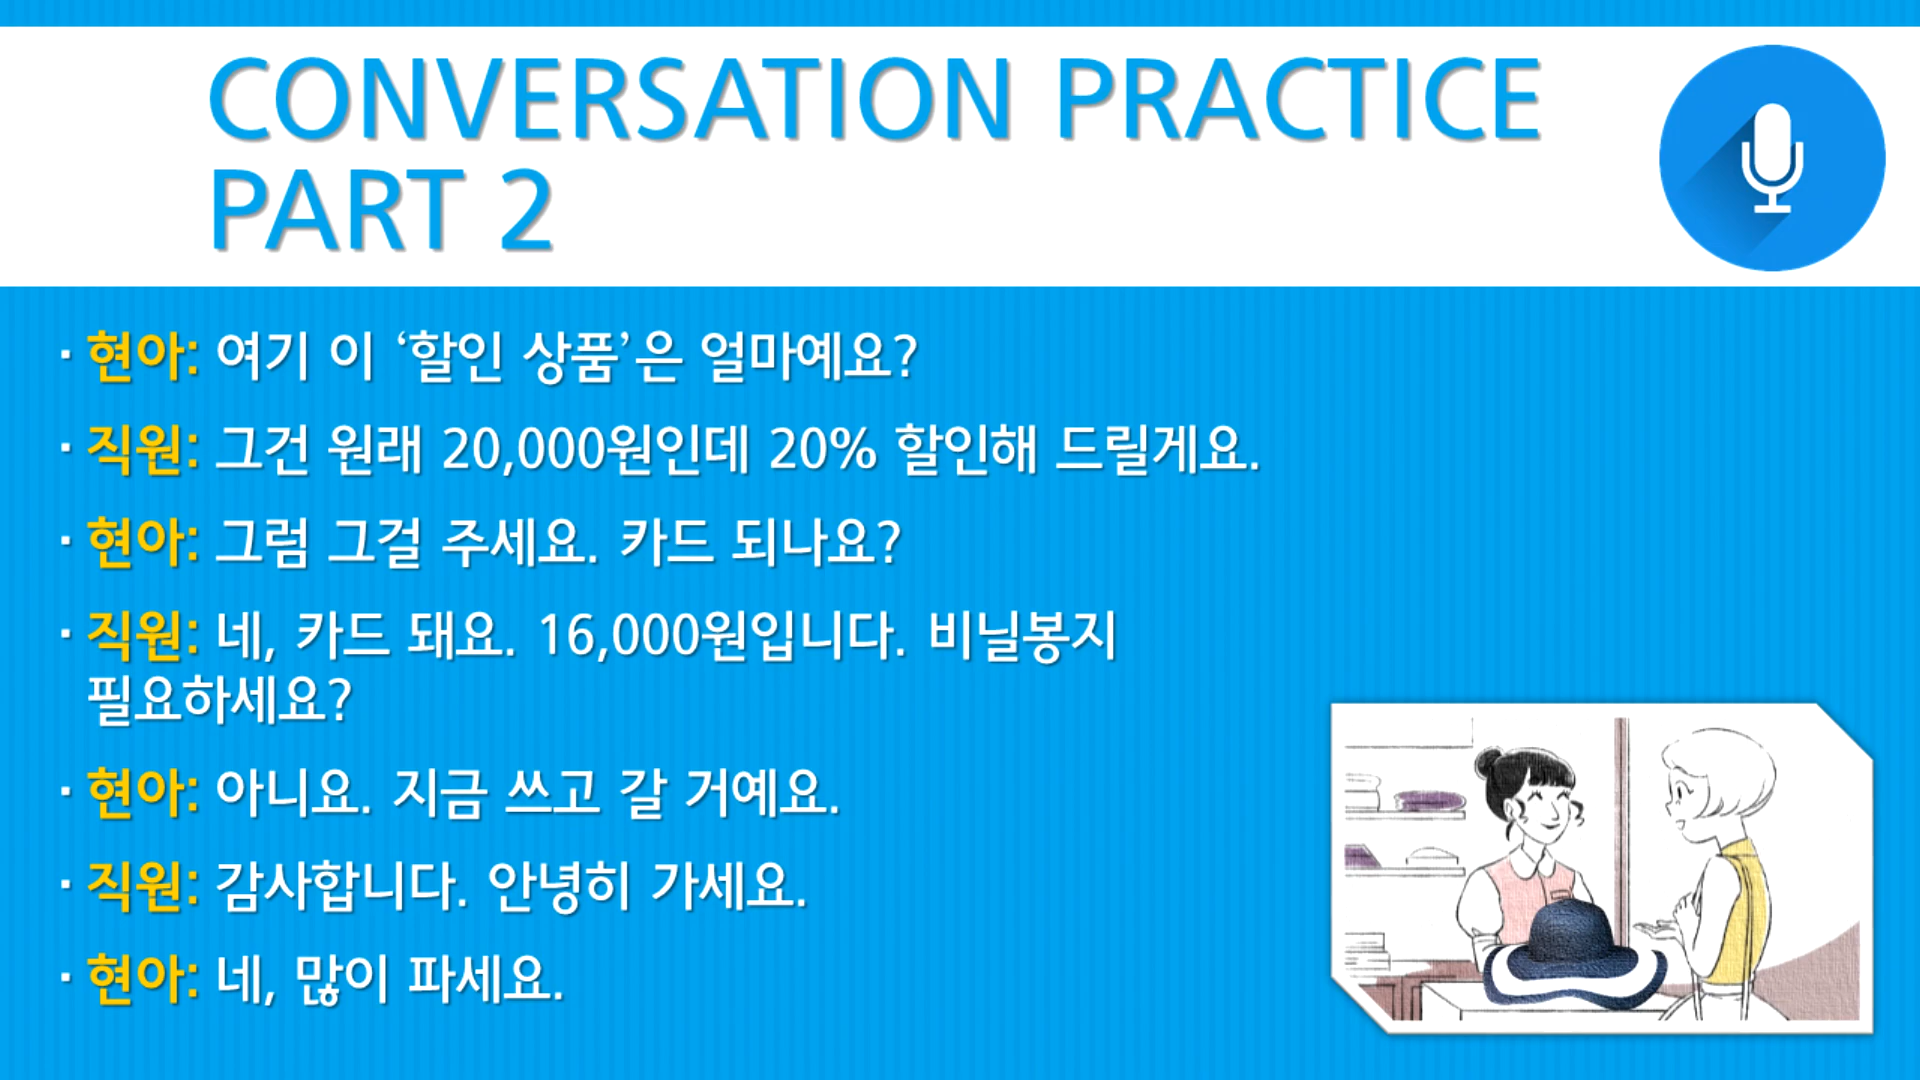 CONVERSATION PRACTICE
PART 2
· 현아: 여기 이 ‘할인 상품’은 얼마예요?
· 직원: 그건 원래 20,000원인데 20% 할인해 드릴게요.
· 현아: 그럼 그걸 주세요. 카드 되나요?
· 직원: 네, 카드 돼요. 16,000원입니다. 비닐봉지
필요하세요?
· 현아: 아니요. 지금 쓰고 갈 거예요.
· 직원: 감사합니다. 안녕히 가세요.
· 현아: 네, 많이 파세요.